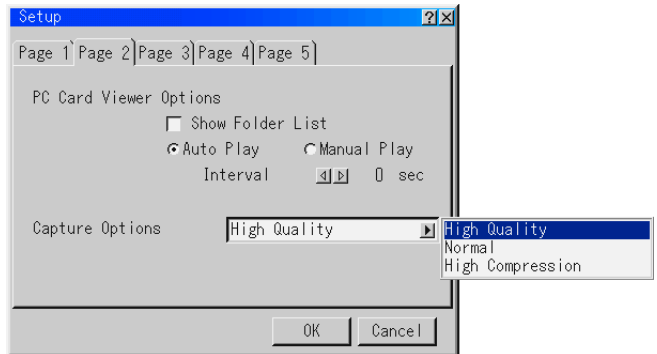 Setup
Page 1 Page 2 Page 3 Page 4 Page 5
PC Card Viewer Options
Show Folder List
Auto Play Manual Play
Interval 0 sec
Capture Options High Quality High Quality
Normal
High Compression
OK Cancel